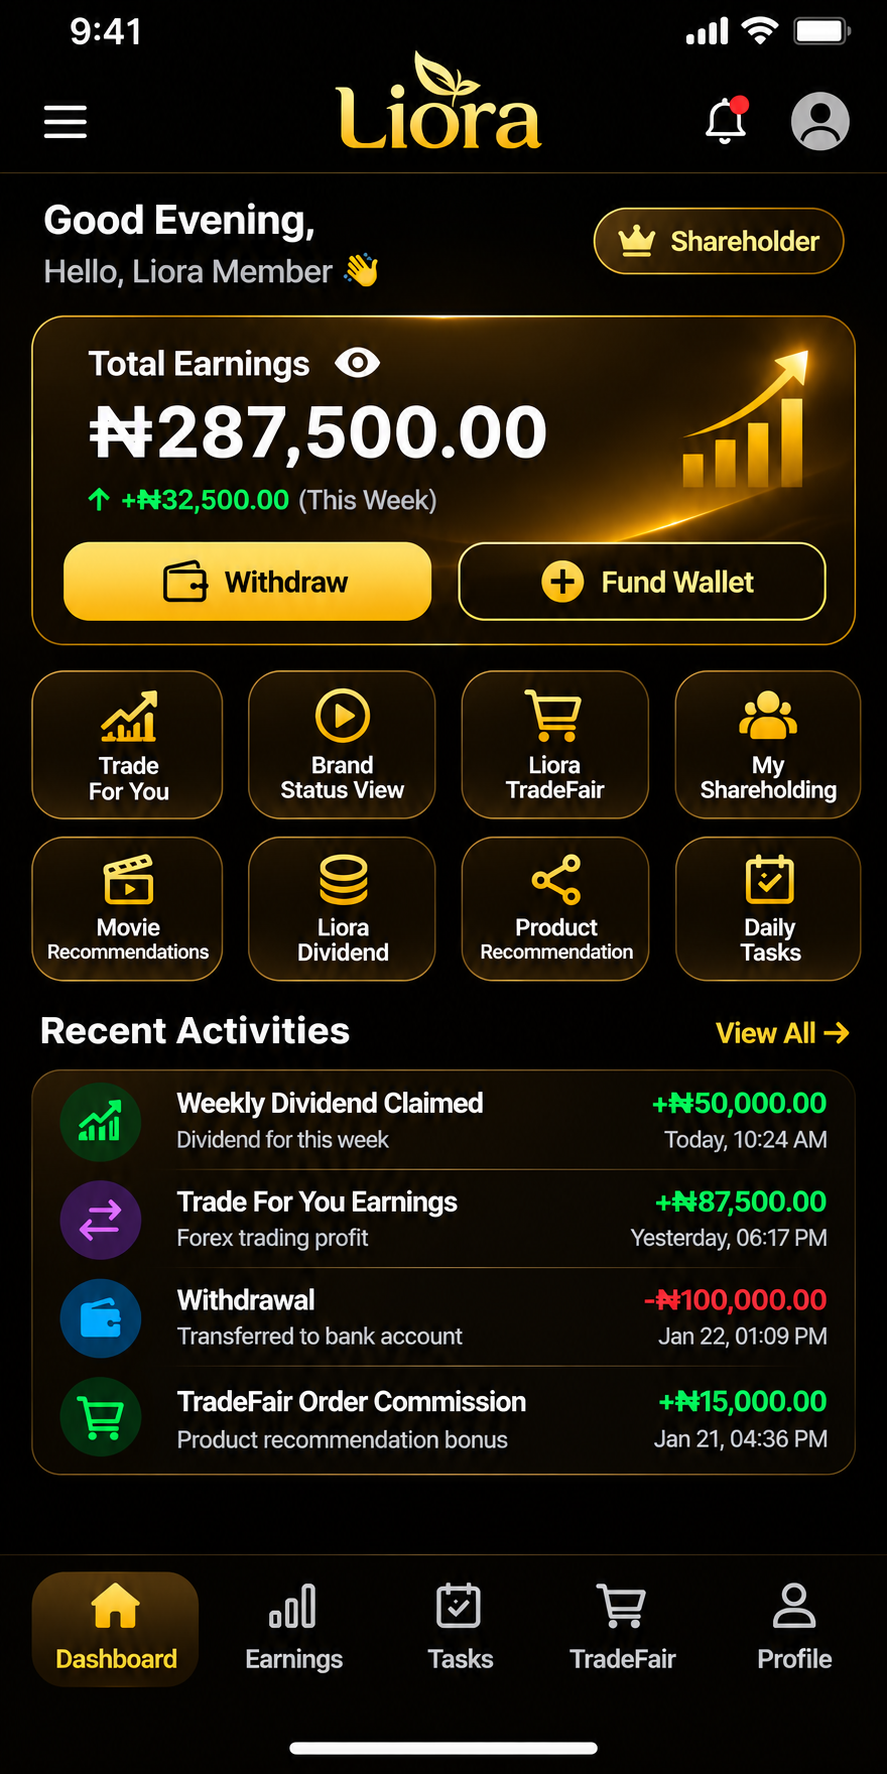 9:41
Liora
Good Evening,
Shareholder
Hello, Liora Member 👋
Total Earnings
₦287,500.00
+₦32,500.00 (This Week)
Withdraw
Fund Wallet
Trade
For You
Brand
Status View
Liora
TradeFair
My
Shareholding
Movie
Recommendations
Liora
Dividend
Product
Recommendation
Daily
Tasks
Recent Activities
View All →
Weekly Dividend Claimed
+₦50,000.00
Dividend for this week
Today, 10:24 AM
Trade For You Earnings
+₦87,500.00
Forex trading profit
Yesterday, 06:17 PM
Withdrawal
-₦100,000.00
Transferred to bank account
Jan 22, 01:09 PM
TradeFair Order Commission
+₦15,000.00
Product recommendation bonus
Jan 21, 04:36 PM
Dashboard
Earnings
Tasks
TradeFair
Profile